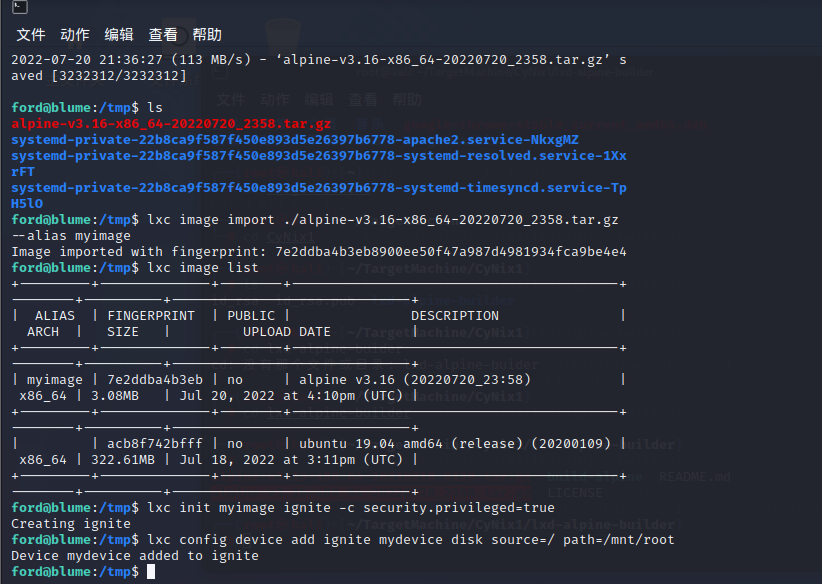 文件 动作 编辑 查看 帮助
2022-07-20 21:36:27 (113 MB/s) - ‘alpine-v3.16-x86_64-20220720_2358.tar.gz’ s
aved [3232312/3232312]
ford@blume:/tmp$ ls
alpine-v3.16-x86_64-20220720_2358.tar.gz
systemd-private-22b8ca9f587f450e893d5e26397b6778-apache2.service-NkxgMZ
systemd-private-22b8ca9f587f450e893d5e26397b6778-systemd-resolved.service-1Xx
rFT
systemd-private-22b8ca9f587f450e893d5e26397b6778-systemd-timesyncd.service-Tp
H5lO
ford@blume:/tmp$ lxc image import ./alpine-v3.16-x86_64-20220720_2358.tar.gz
--alias myimage
Image imported with fingerprint: 7e2ddba4b3eb8900ee50f47a987d4981934fca9be4e4
ford@blume:/tmp$ lxc image list
| ALIAS | FINGERPRINT | PUBLIC | DESCRIPTION |
ARCH | SIZE | UPLOAD DATE |
| myimage | 7e2ddba4b3eb | no | alpine v3.16 (20220720_23:58) |
x86_64 | 3.08MB | Jul 20, 2022 at 4:10pm (UTC) |
| | acb8f742bfff | no | ubuntu 19.04 amd64 (release) (20200109) |
x86_64 | 322.61MB | Jul 18, 2022 at 3:11pm (UTC) |
ford@blume:/tmp$ lxc init myimage ignite -c security.privileged=true
Creating ignite
ford@blume:/tmp$ lxc config device add ignite mydevice disk source=/ path=/mnt/root
Device mydevice added to ignite
ford@blume:/tmp$